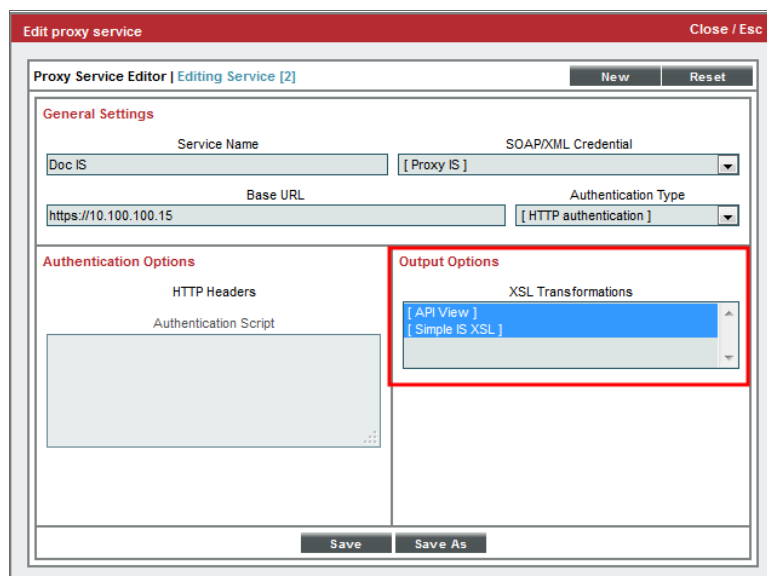 Edit proxy service Close / Esc
Proxy Service Editor | Editing Service [2] New Reset
General Settings
Service Name SOAP/XML Credential
Doc IS [ Proxy IS ]
Base URL Authentication Type
https://10.100.100.15 [ HTTP authentication ]
Authentication Options Output Options
HTTP Headers XSL Transformations
[ API View ]
Authentication Script [ Simple IS XSL ]
Save Save As